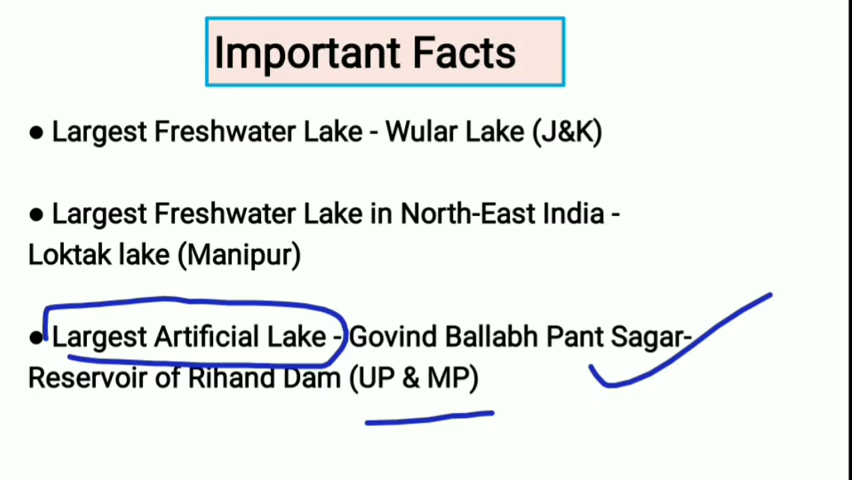 Important Facts
● Largest Freshwater Lake - Wular Lake (J&K)
● Largest Freshwater Lake in North-East India -
Loktak lake (Manipur)
● Largest Artificial Lake - Govind Ballabh Pant Sagar-
Reservoir of Rihand Dam (UP & MP)